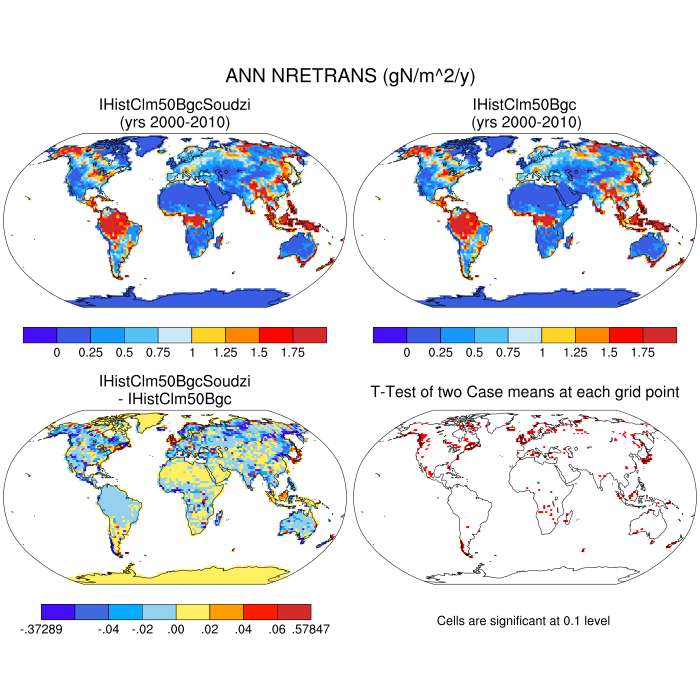 ANN NRETRANS (gN/m^2/y)
IHistClm50BgcSoudzi
(yrs 2000-2010)
IHistClm50Bgc
(yrs 2000-2010)
0 0.25 0.5 0.75 1 1.25 1.5 1.75
0 0.25 0.5 0.75 1 1.25 1.5 1.75
IHistClm50BgcSoudzi
- IHistClm50Bgc
T-Test of two Case means at each grid point
-.37289 -.04 -.02 .00 .02 .04 .06 .57847
Cells are significant at 0.1 level